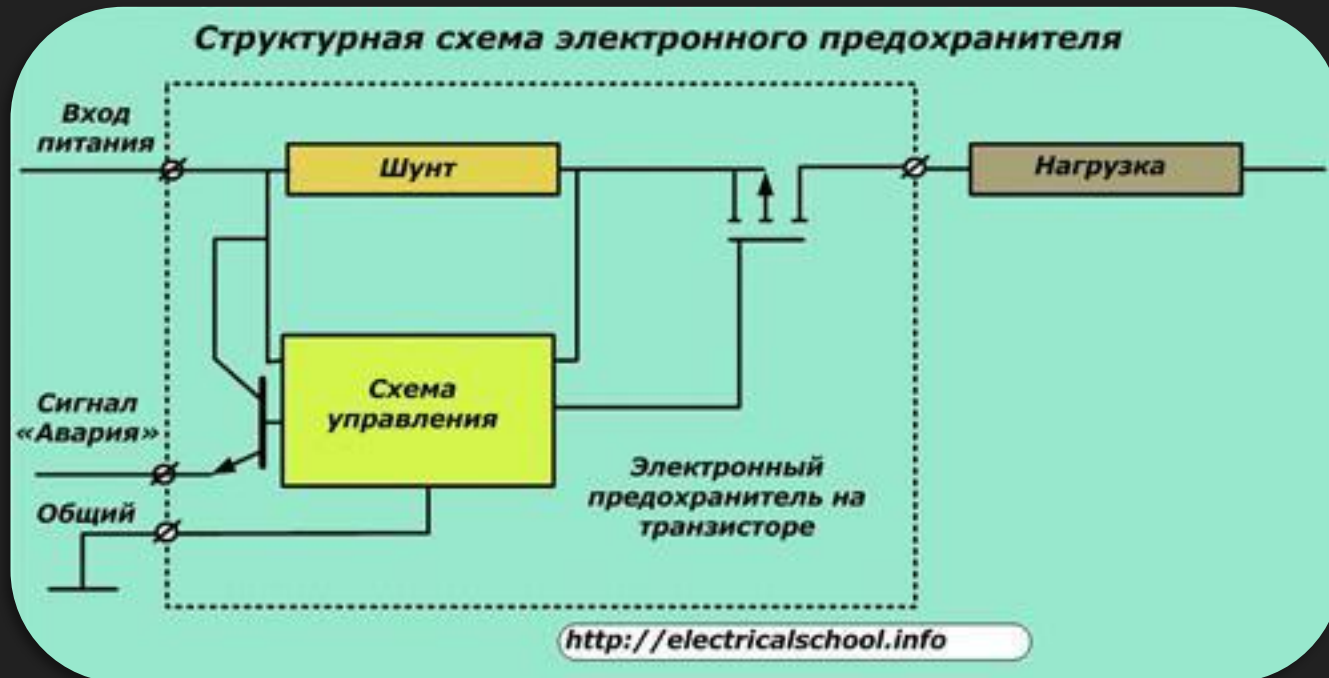 Структурная схема электронного предохранителя
Вход
питания
Шунт
Нагрузка
Схема
управления
Сигнал
«Авария»
Общий
Электронный
предохранитель на
транзисторе
http://electricalschool.info